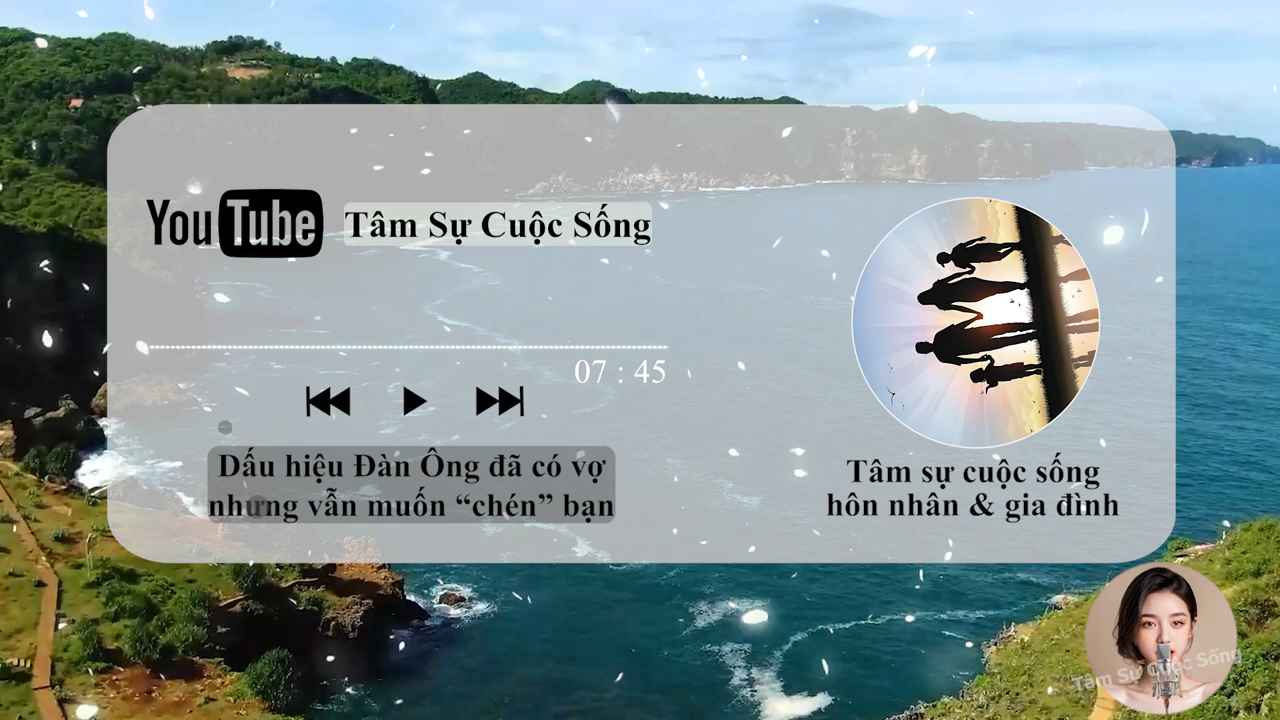 YouTube Tâm Sự Cuộc Sống
07 : 45
Dấu hiệu Đàn Ông đã có vợ
nhưng vẫn muốn “chén” bạn
Tâm sự cuộc sống
hôn nhân & gia đình
Tâm Sự Cuộc Sống